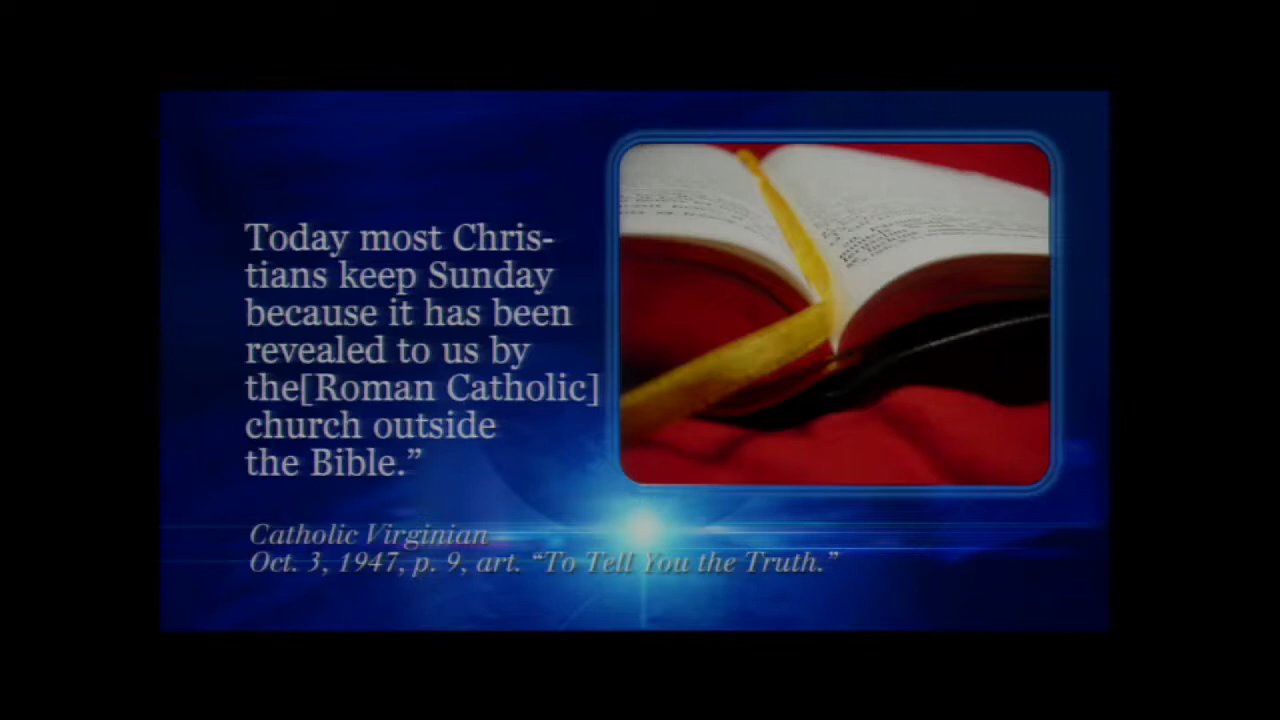 Today most Chris-
tians keep Sunday
because it has been
revealed to us by
the[Roman Catholic]
church outside
the Bible.”
Catholic Virginian
Oct. 3, 1947, p. 9, art. “To Tell You the Truth.”